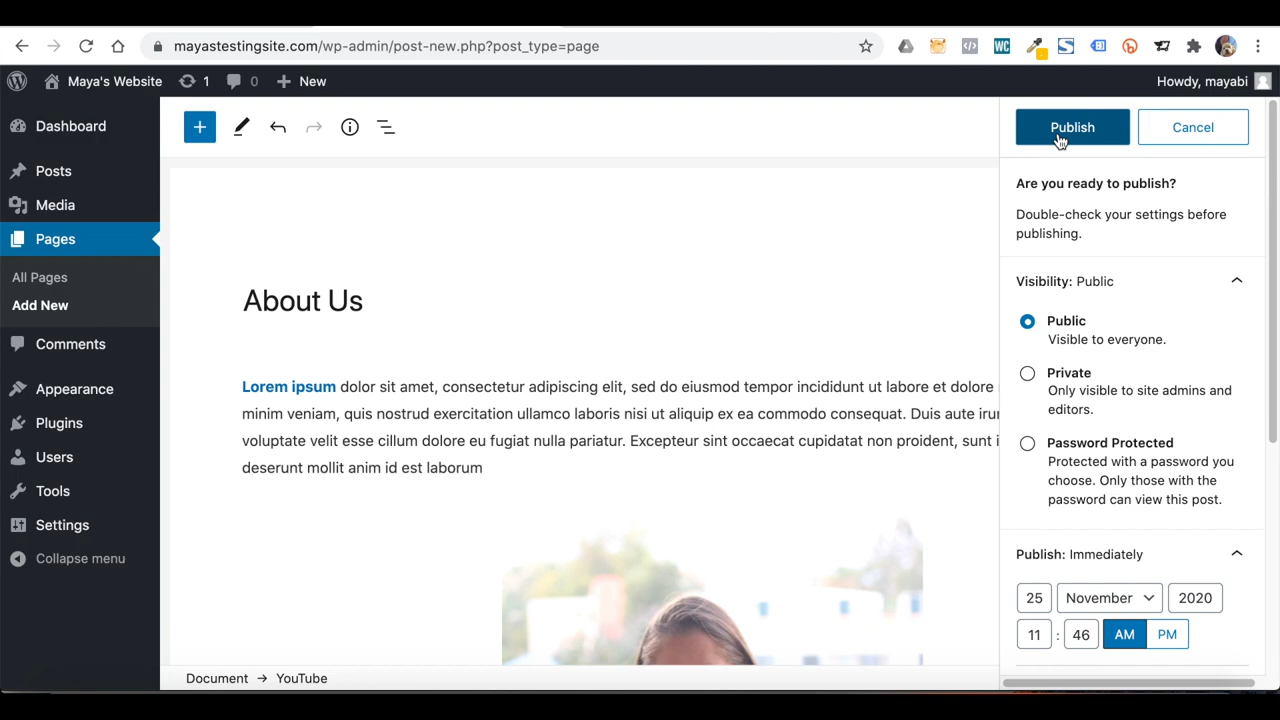 mayastestingsite.com/wp-admin/post-new.php?post_type=page
WC
Maya's Website 1 0 New
Howdy, mayabi
Dashboard
Posts
Media
Pages
All Pages
Add New
Comments
Appearance
Plugins
Users
Tools
Settings
Collapse menu
About Us
Lorem ipsum dolor sit amet, consectetur adipiscing elit, sed do eiusmod tempor incididunt ut labore et dolore
minim veniam, quis nostrud exercitation ullamco laboris nisi ut aliquip ex ea commodo consequat. Duis aute irur
voluptate velit esse cillum dolore eu fugiat nulla pariatur. Excepteur sint occaecat cupidatat non proident, sunt i
deserunt mollit anim id est laborum
Document → YouTube
Publish Cancel
Are you ready to publish?
Double-check your settings before
publishing.
Visibility: Public
Public
Visible to everyone.
Private
Only visible to site admins and
editors.
Password Protected
Protected with a password you
choose. Only those with the
password can view this post.
Publish: Immediately
25 November 2020
11 : 46 AM PM